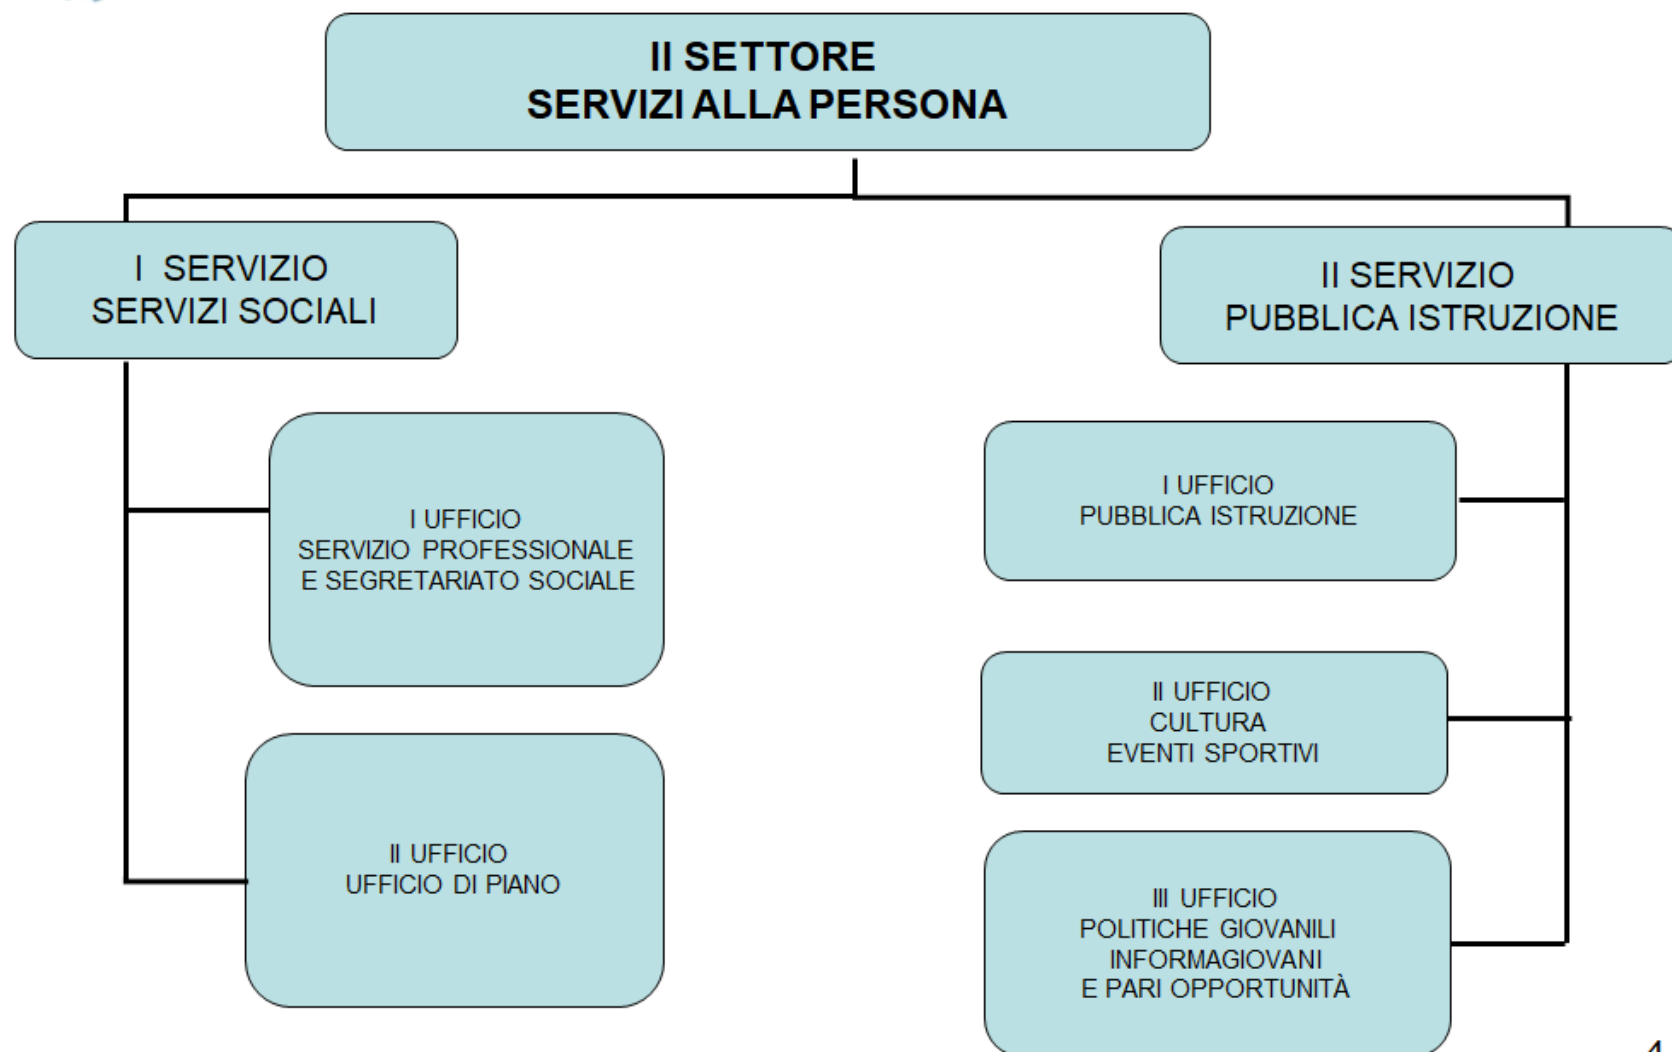 II SETTORE
SERVIZI ALLA PERSONA
I SERVIZIO
SERVIZI SOCIALI
I UFFICIO
SERVIZIO PROFESSIONALE
E SEGRETARIATO SOCIALE
II UFFICIO
UFFICIO DI PIANO
II SERVIZIO
PUBBLICA ISTRUZIONE
I UFFICIO
PUBBLICA ISTRUZIONE
II UFFICIO
CULTURA
EVENTI SPORTIVI
III UFFICIO
POLITICHE GIOVANILI
INFORMAGIOVANI
E PARI OPPORTUNITÀ
4